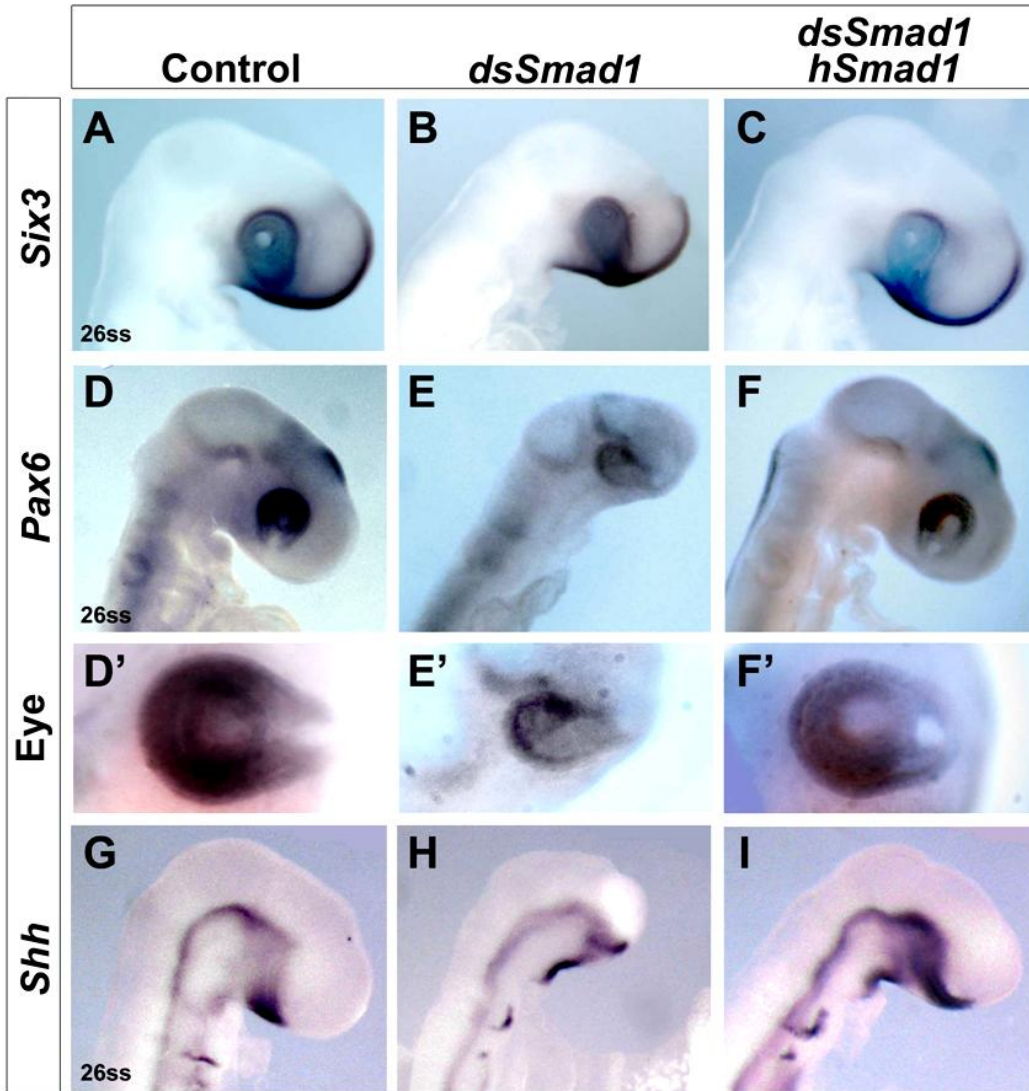 Control
dsSmad1
dsSmad1
hSmad1
Six3
A
B
C
26ss
Pax6
D
E
F
26ss
Eye
D’
E’
F’
Shh
G
H
I
26ss